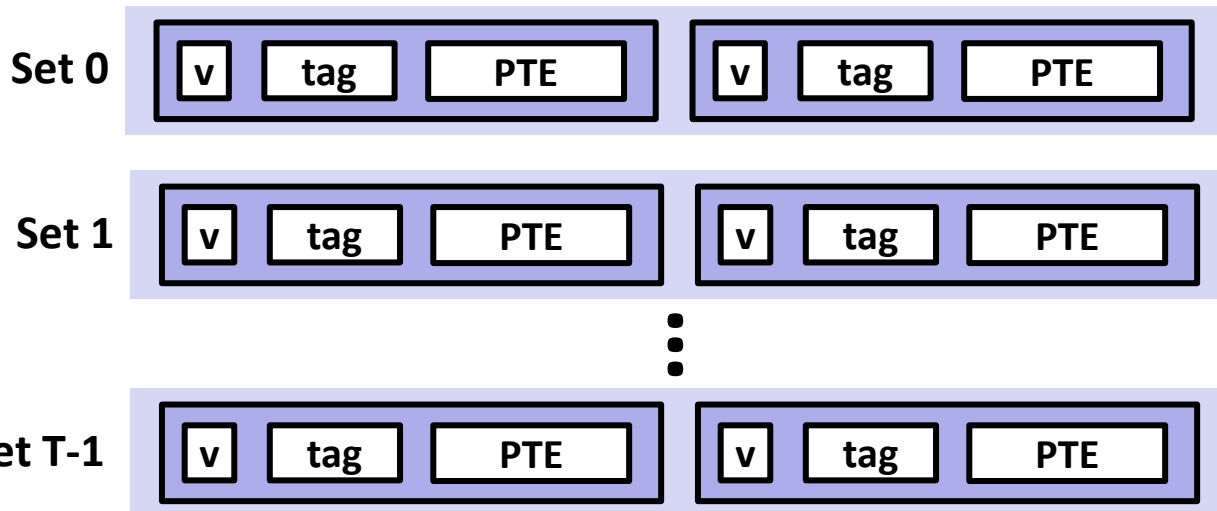 Set 0 v tag PTE v tag PTE
Set 1 v tag PTE v tag PTE
et T-1 v tag PTE v tag PTE